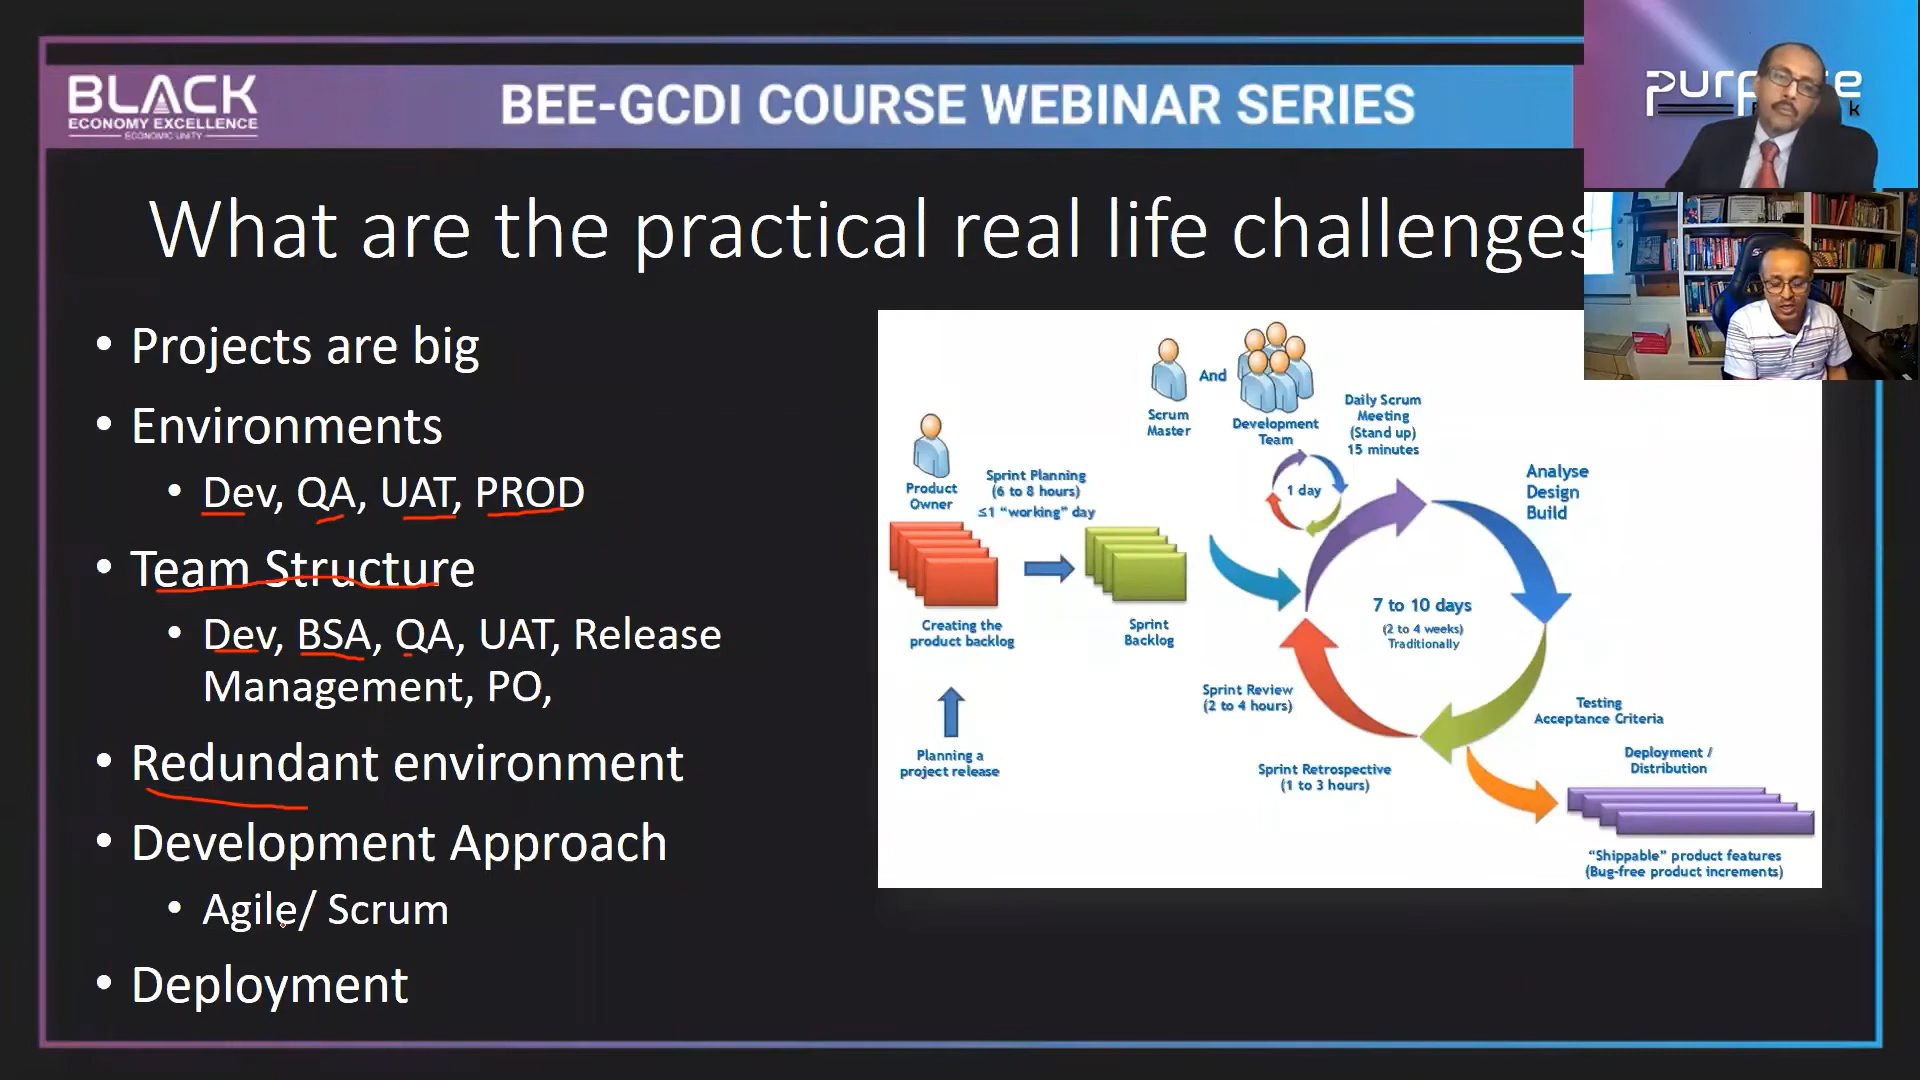 BLACK
ECONOMY EXCELLENCE
ECONOMIC UNITY
BEE-GCDI COURSE WEBINAR SERIES
What are the practical real life challenges
• Projects are big
• Environments
• Dev, QA, UAT, PROD
• Team Structure
• Dev, BSA, QA, UAT, Release
Management, PO,
• Redundant environment
• Development Approach
• Agile/ Scrum
• Deployment
Scrum
Master
And
Development
Team
Daily Scrum
Meeting
(Stand up)
15 minutes
1 day
Product
Owner
Sprint Planning
(6 to 8 hours)
≤1 “working” day
Analyse
Design
Build
Creating the
product backlog
Sprint
Backlog
7 to 10 days
(2 to 4 weeks)
Traditionally
Planning a
project release
Sprint Review
(2 to 4 hours)
Sprint Retrospective
(1 to 3 hours)
Testing
Acceptance Criteria
Deployment /
Distribution
“Shippable” product features
(Bug-free product increments)